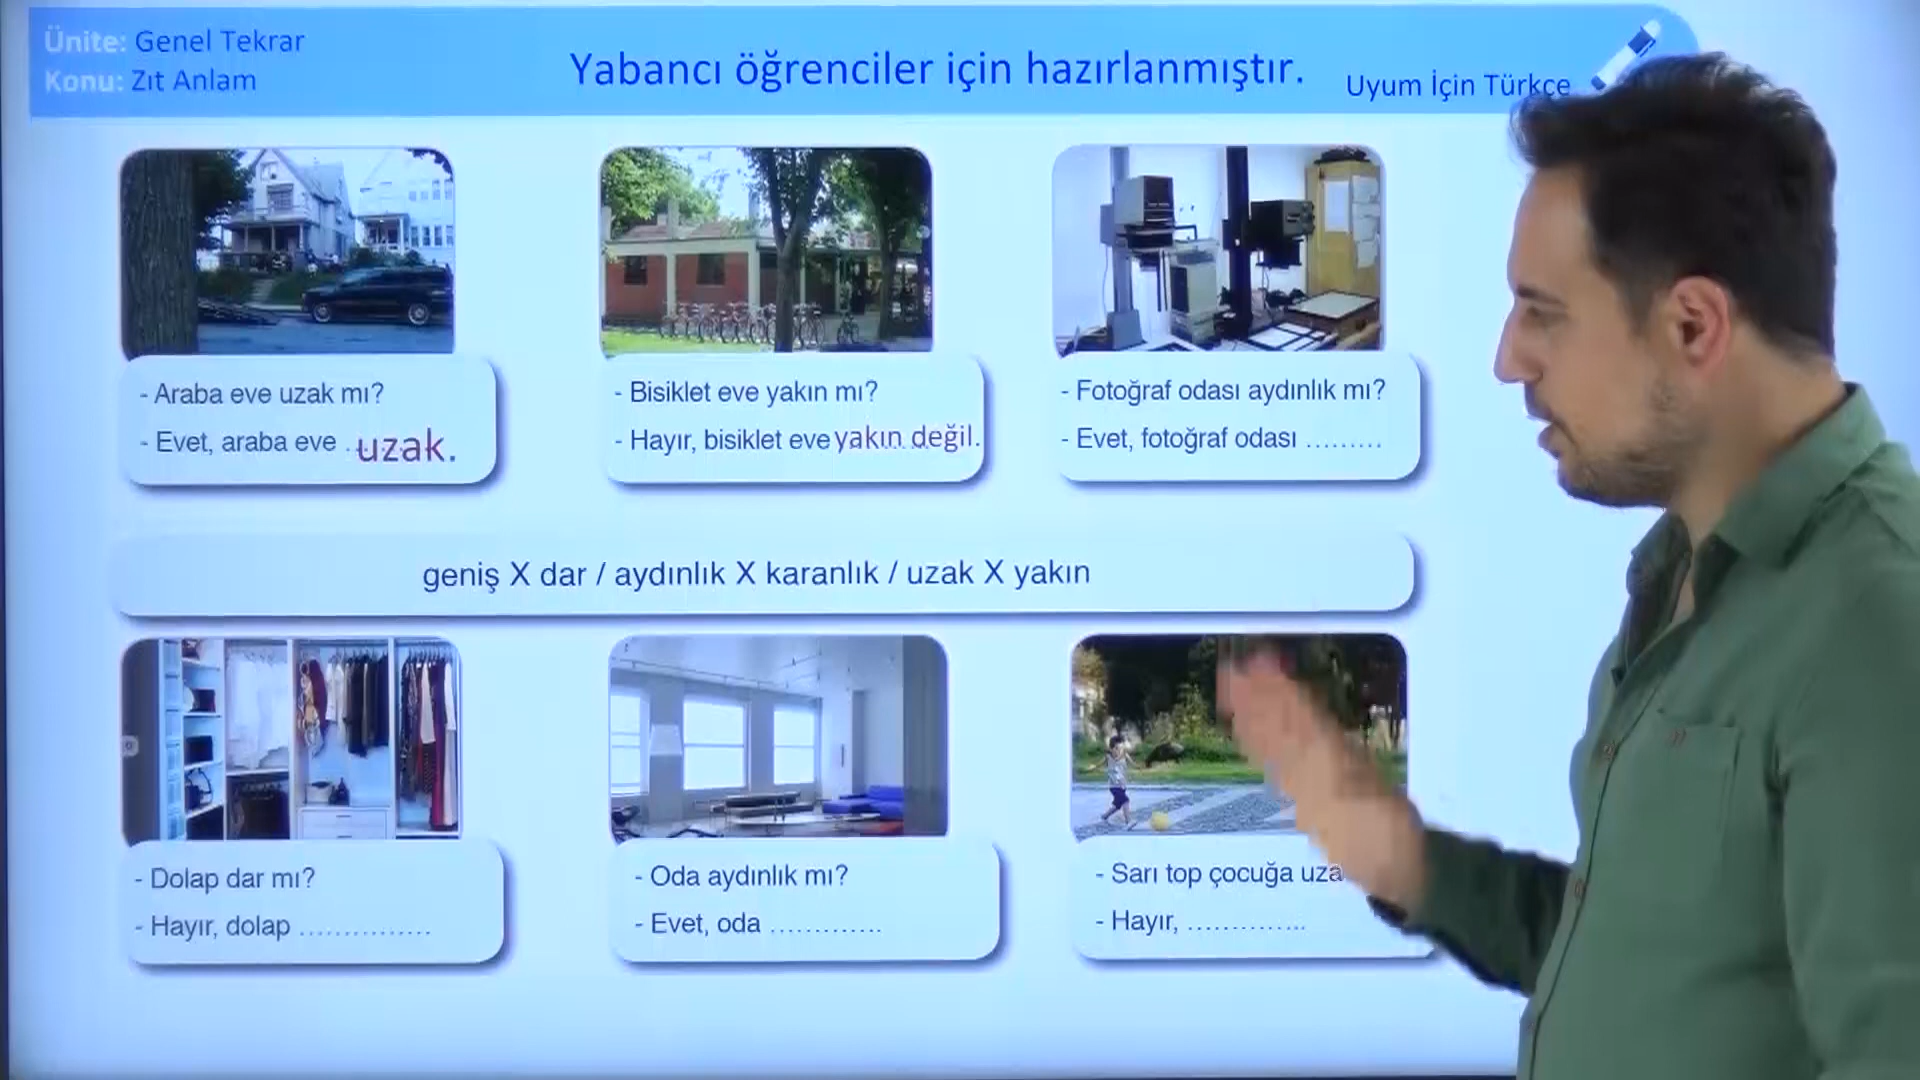 Ünite: Genel Tekrar
Konu: Zıt Anlam
Yabancı öğrenciler için hazırlanmıştır.
Uyum İçin Türkçe
- Araba eve uzak mı?
- Evet, araba eve ..uzak.
- Bisiklet eve yakın mı?
- Hayır, bisiklet eve yakın değil.
- Fotoğraf odası aydınlık mı?
- Evet, fotoğraf odası .........
geniş X dar / aydınlık X karanlık / uzak X yakın
- Dolap dar mı?
- Hayır, dolap ...............
- Oda aydınlık mı?
- Evet, oda .............
- Sarı top çocuğa
- Hayır, ..............